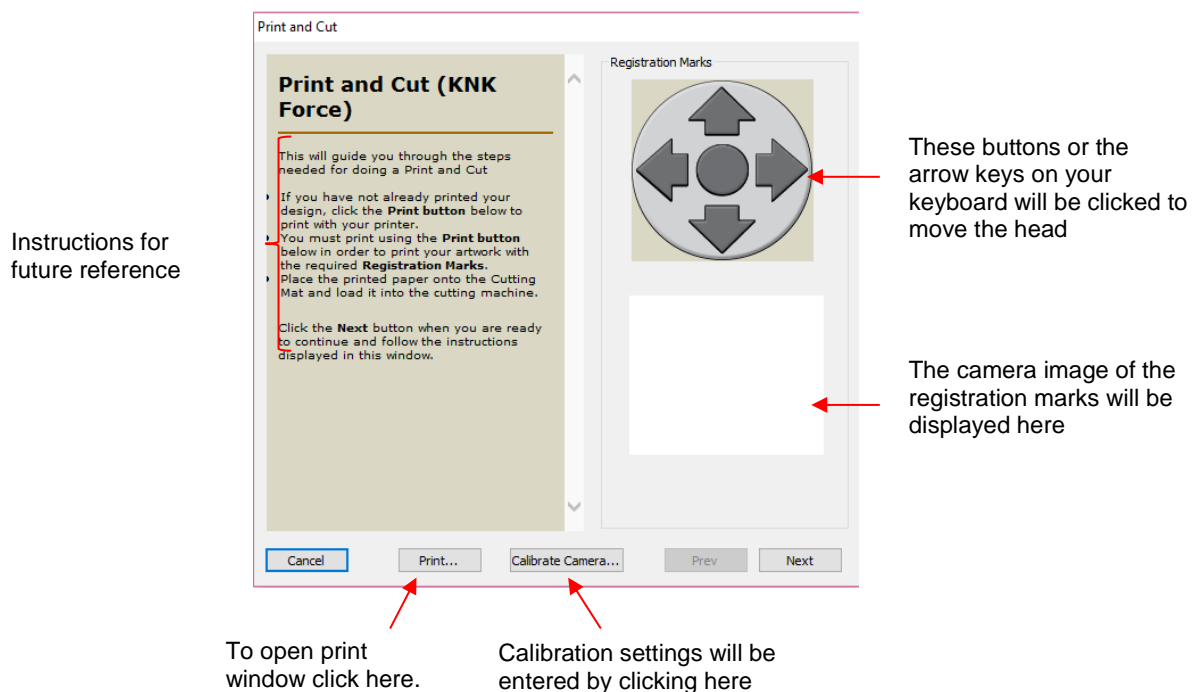 Print and Cut
Print and Cut (KNK
Force)
This will guide you through the steps
needed for doing a Print and Cut
If you have not already printed your
design, click the Print button below to
print with your printer.
You must print using the Print button
below in order to print your artwork with
the required Registration Marks.
Place the printed paper onto the Cutting
Mat and load it into the cutting machine.
Click the Next button when you are ready
to continue and follow the instructions
displayed in this window.
Registration Marks
Cancel
Print...
Calibrate Camera...
Prev
Next
Instructions for
future reference
These buttons or the
arrow keys on your
keyboard will be clicked to
move the head
The camera image of the
registration marks will be
displayed here
To open print
window click here.
Calibration settings will be
entered by clicking here